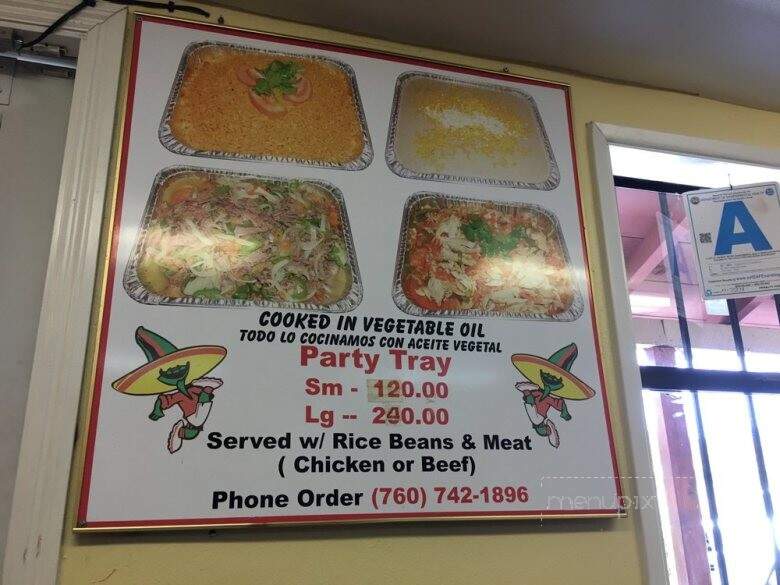 COOKED IN VEGETABLE OIL
TODO LO COCINAMOS CON ACEITE VEGETAL
Party Tray
Sm - 120.00
Lg -- 240.00
Served w/ Rice Beans & Meat
( Chicken or Beef)
Phone Order (760) 742-1896
menupix
A